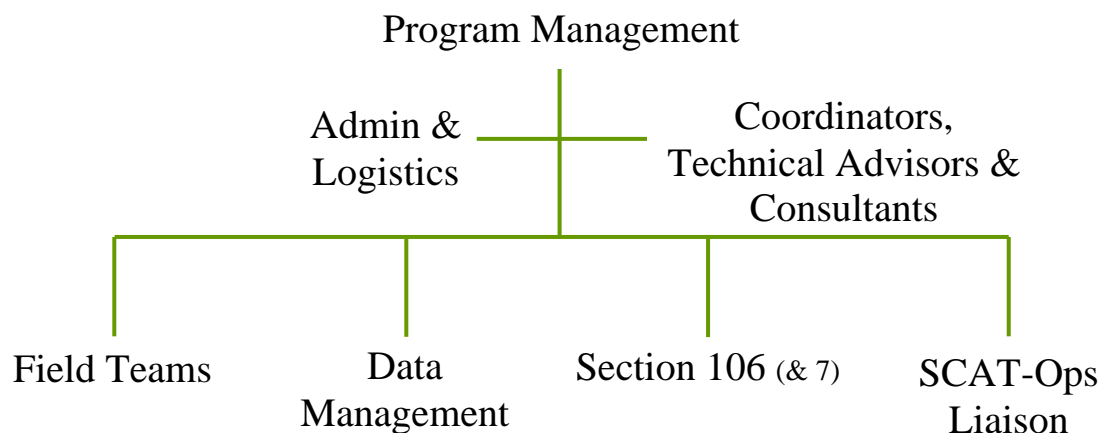 Program Management
Admin &
Logistics
Coordinators,
Technical Advisors &
Consultants
Field Teams
Data
Management
Section 106 (& 7)
SCAT-Ops
Liaison